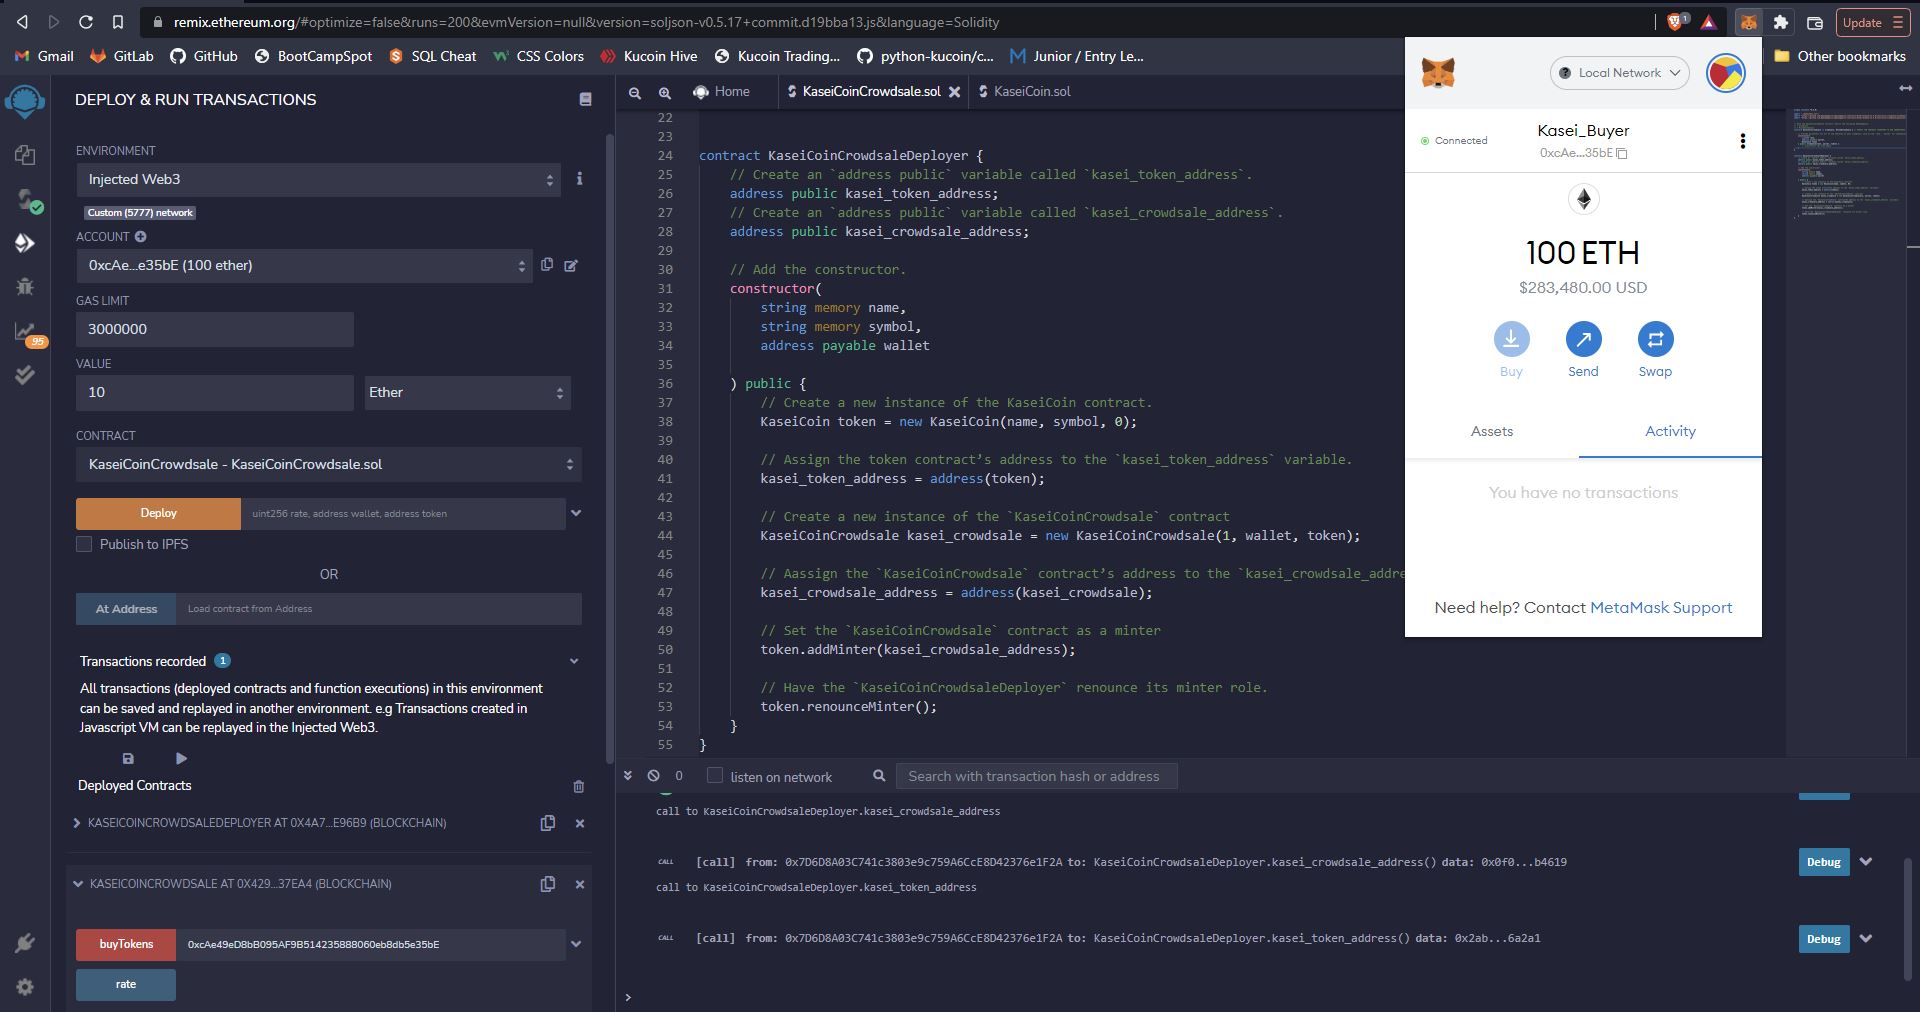 remix.ethereum.org/#optimize=false&runs=200&evmVersion=null&version=soljson-v0.5.17+commit.d19bba13.js&language=Solidity
1
Update
Gmail
GitLab
GitHub
BootCampSpot
SQL Cheat
CSS Colors
Kucoin Hive
Kucoin Trading...
python-kucoin/c...
Junior / Entry Le...
Other bookmarks
DEPLOY & RUN TRANSACTIONS
ENVIRONMENT
Injected Web3
Custom (5777) network
ACCOUNT
0xcAe...e35bE (100 ether)
GAS LIMIT
3000000
VALUE
10
Ether
CONTRACT
KaseiCoinCrowdsale - KaseiCoinCrowdsale.sol
Deploy
uint256 rate, address wallet, address token
Publish to IPFS
OR
At Address
Load contract from Address
Transactions recorded 1
All transactions (deployed contracts and function executions) in this environment
can be saved and replayed in another environment. e.g Transactions created in
Javascript VM can be replayed in the Injected Web3.
Deployed Contracts
KASEICOINCROWDSALEDEPLOYER AT 0X4A7...E96B9 (BLOCKCHAIN)
KASEICOINCROWDSALE AT 0X429...37EA4 (BLOCKCHAIN)
buyTokens
0xcAe49eD8bB095AF9B514235888060eb8db5e35bE
rate
95
Home
KaseiCoinCrowdsale.sol
KaseiCoin.sol
22
23
24 contract KaseiCoinCrowdsaleDeployer {
25 // Create an `address public` variable called `kasei_token_address`.
26 address public kasei_token_address;
27 // Create an `address public` variable called `kasei_crowdsale_address`.
28 address public kasei_crowdsale_address;
29
30 // Add the constructor.
31 constructor(
32 string memory name,
33 string memory symbol,
34 address payable wallet
35
36 ) public {
37 // Create a new instance of the KaseiCoin contract.
38 KaseiCoin token = new KaseiCoin(name, symbol, 0);
39
40 // Assign the token contract’s address to the `kasei_token_address` variable.
41 kasei_token_address = address(token);
42
43 // Create a new instance of the `KaseiCoinCrowdsale` contract
44 KaseiCoinCrowdsale kasei_crowdsale = new KaseiCoinCrowdsale(1, wallet, token);
45
46 // Aassign the `KaseiCoinCrowdsale` contract’s address to the `kasei_crowdsale_addre
47 kasei_crowdsale_address = address(kasei_crowdsale);
48
49 // Set the `KaseiCoinCrowdsale` contract as a minter
50 token.addMinter(kasei_crowdsale_address);
51
52 // Have the `KaseiCoinCrowdsaleDeployer` renounce its minter role.
53 token.renounceMinter();
54 }
55 }
0
listen on network
Search with transaction hash or address
call to KaseiCoinCrowdsaleDeployer.kasei_crowdsale_address
CALL [call] from: 0x7D6D8A03C741c3803e9c759A6CcE8D42376e1F2A to: KaseiCoinCrowdsaleDeployer.kasei_crowdsale_address() data: 0x0f0...b4619
Debug
call to KaseiCoinCrowdsaleDeployer.kasei_token_address
CALL [call] from: 0x7D6D8A03C741c3803e9c759A6CcE8D42376e1F2A to: KaseiCoinCrowdsaleDeployer.kasei_token_address() data: 0x2ab...6a2a1
Debug
>
Local Network
Connected
Kasei_Buyer
0xcAe...35bE
100 ETH
$283,480.00 USD
Buy
Send
Swap
Assets
Activity
You have no transactions
Need help? Contact MetaMask Support